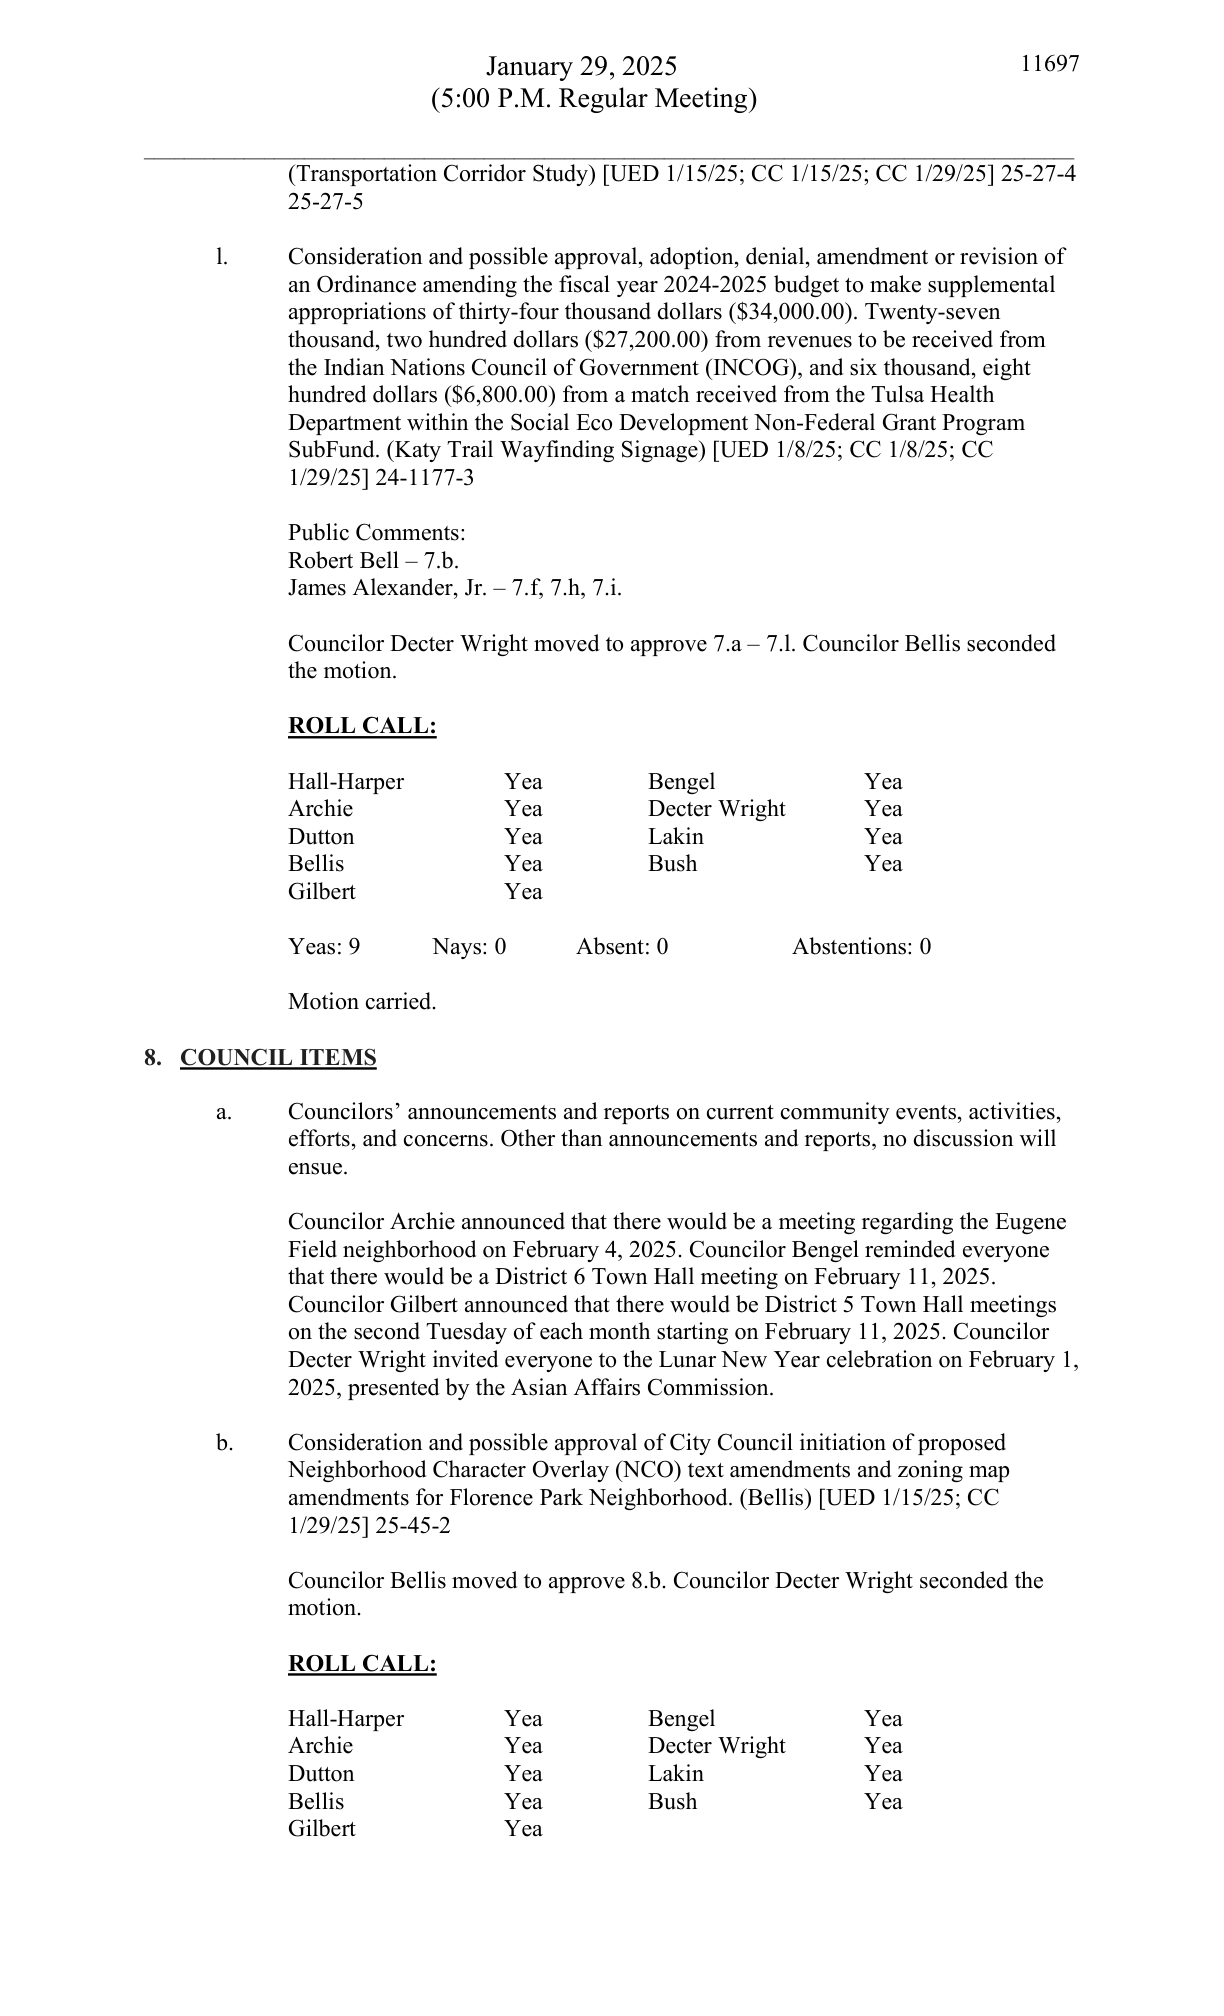 January 29, 2025
11697
(5:00 P.M. Regular Meeting)
(Transportation Corridor Study) [UED 1/15/25; CC 1/15/25; CC 1/29/25] 25-27-4
25-27-5
l. Consideration and possible approval, adoption, denial, amendment or revision of
an Ordinance amending the fiscal year 2024-2025 budget to make supplemental
appropriations of thirty-four thousand dollars ($34,000.00). Twenty-seven
thousand, two hundred dollars ($27,200.00) from revenues to be received from
the Indian Nations Council of Government (INCOG), and six thousand, eight
hundred dollars ($6,800.00) from a match received from the Tulsa Health
Department within the Social Eco Development Non-Federal Grant Program
SubFund. (Katy Trail Wayfinding Signage) [UED 1/8/25; CC 1/8/25; CC
1/29/25] 24-1177-3
Public Comments:
Robert Bell – 7.b.
James Alexander, Jr. – 7.f, 7.h, 7.i.
Councilor Decter Wright moved to approve 7.a – 7.l. Councilor Bellis seconded
the motion.
ROLL CALL:
Hall-Harper Yea Bengel Yea
Archie Yea Decter Wright Yea
Dutton Yea Lakin Yea
Bellis Yea Bush Yea
Gilbert Yea
Yeas: 9 Nays: 0 Absent: 0 Abstentions: 0
Motion carried.
8. COUNCIL ITEMS
a. Councilors’ announcements and reports on current community events, activities,
efforts, and concerns. Other than announcements and reports, no discussion will
ensue.
Councilor Archie announced that there would be a meeting regarding the Eugene
Field neighborhood on February 4, 2025. Councilor Bengel reminded everyone
that there would be a District 6 Town Hall meeting on February 11, 2025.
Councilor Gilbert announced that there would be District 5 Town Hall meetings
on the second Tuesday of each month starting on February 11, 2025. Councilor
Decter Wright invited everyone to the Lunar New Year celebration on February 1,
2025, presented by the Asian Affairs Commission.
b. Consideration and possible approval of City Council initiation of proposed
Neighborhood Character Overlay (NCO) text amendments and zoning map
amendments for Florence Park Neighborhood. (Bellis) [UED 1/15/25; CC
1/29/25] 25-45-2
Councilor Bellis moved to approve 8.b. Councilor Decter Wright seconded the
motion.
ROLL CALL:
Hall-Harper Yea Bengel Yea
Archie Yea Decter Wright Yea
Dutton Yea Lakin Yea
Bellis Yea Bush Yea
Gilbert Yea